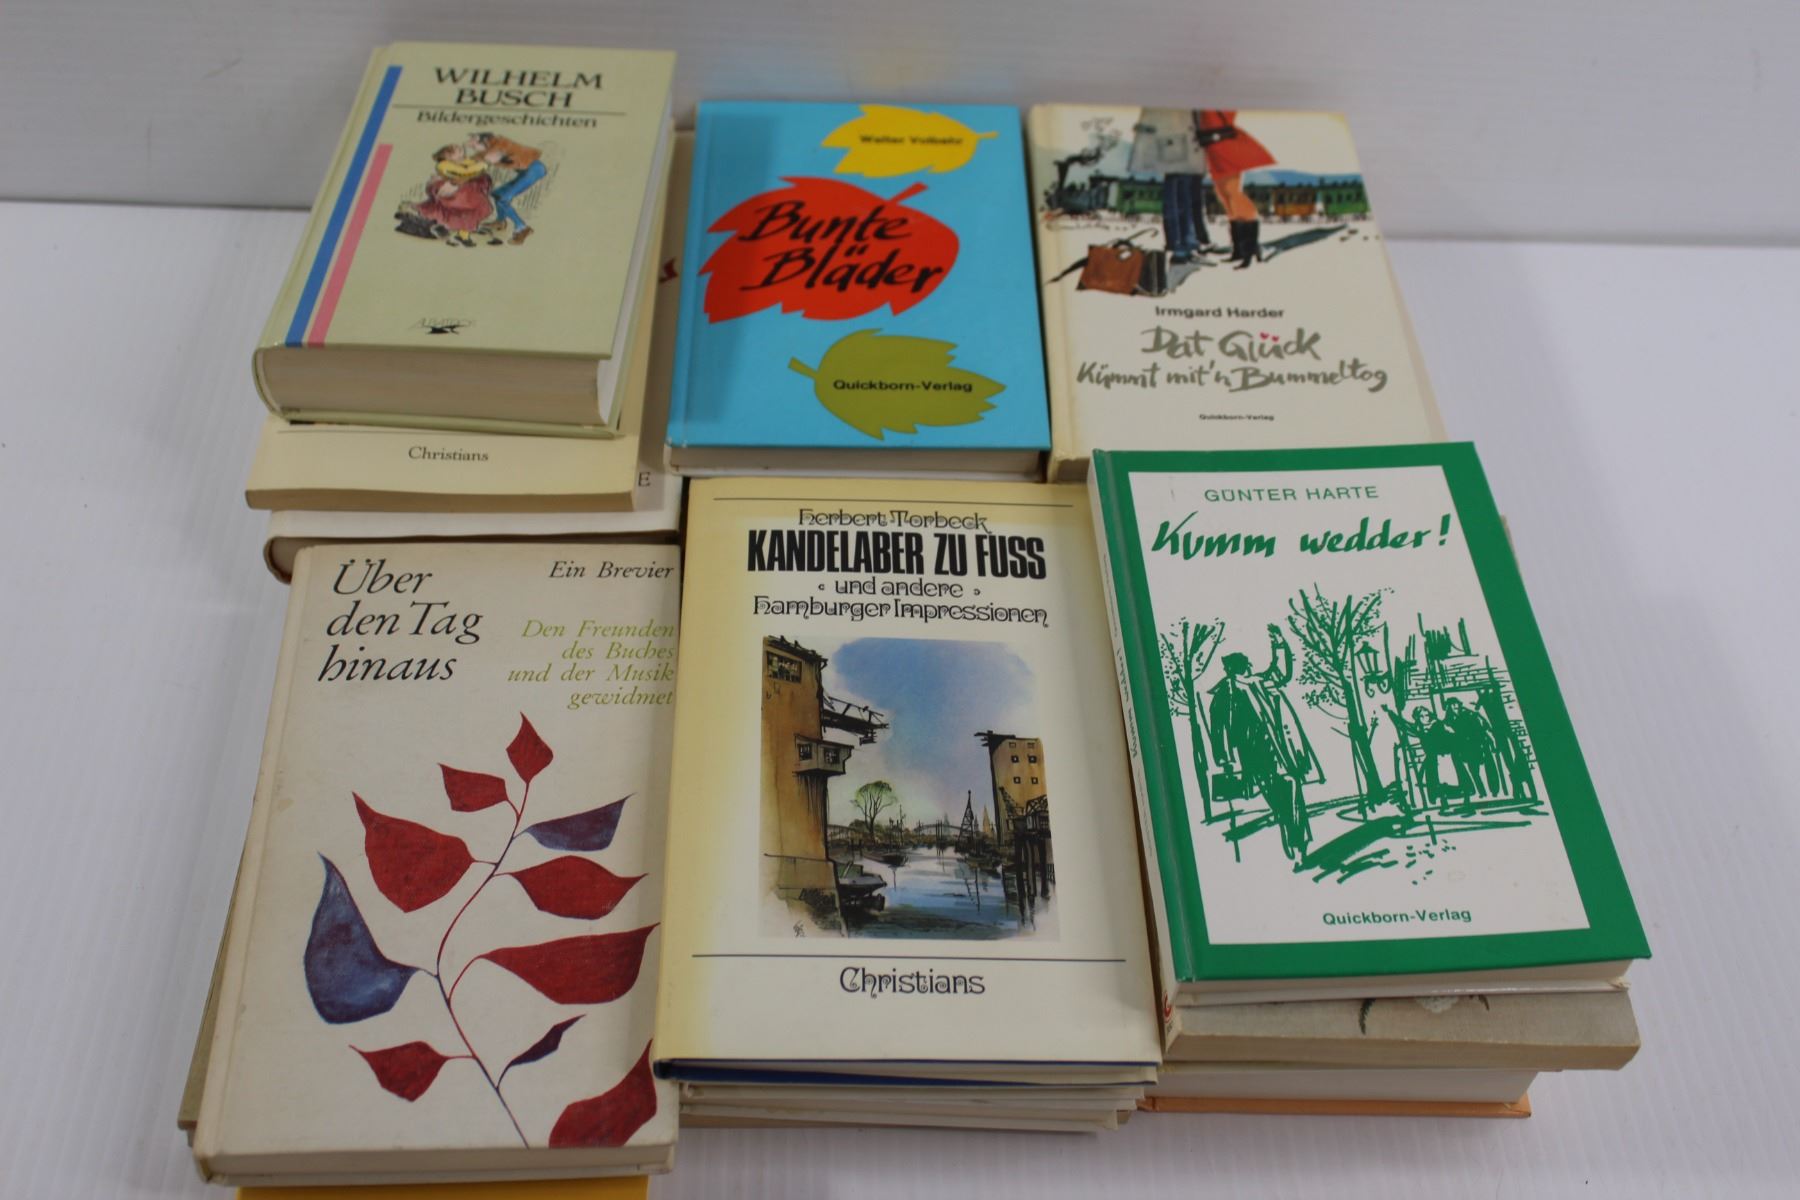 WILHELM
BUSCH
Bildergeschichten
ALBATROS
Christians
E
Walter Volbehr
Bunte
Bläder
Quickborn-Verlag
Irmgard Harder
Dat Glück
Kümmt mit'n Bummeltog
Quickborn-Verlag
Über
den Tag
hinaus
Ein Brevier
Den Freunden
des Buches
und der Musik
gewidmet
Herbert Torbeck
KANDELABER ZU FUSS
und andere
Hamburger Impressionen
Christians
GÜNTER HARTE
Kumm wedder!
Quickborn-Verlag